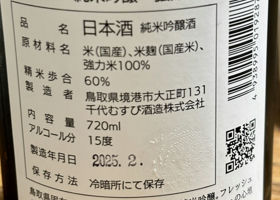 品名 日本酒 純米吟醸酒
原材料名 米(国産)、米麹(国産米)、
強力米100%
精米歩合 60%
製造者 鳥取県境港市大正町131
千代むすび酒造株式会社
内容量 720ml
アルコール分 15度
製造年月日 2025.2.
保存方法 冷暗所にて保存